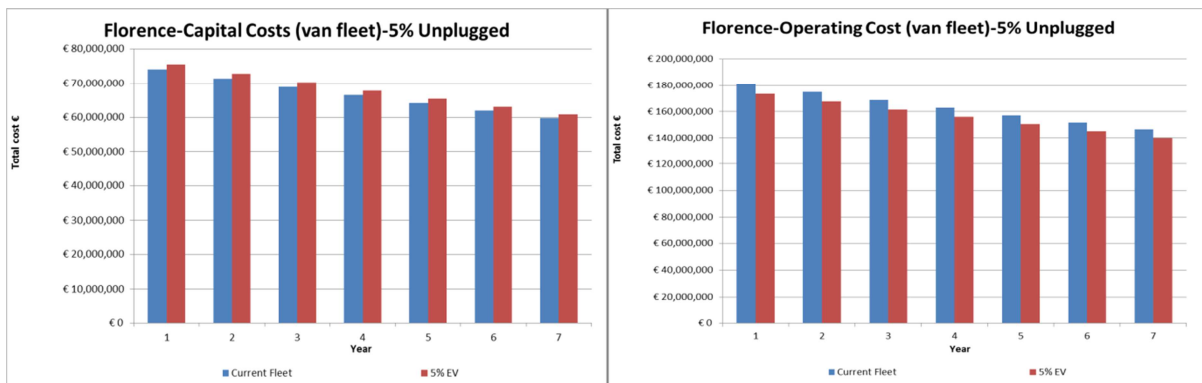 Florence-Capital Costs (van fleet)-5% Unplugged
Total cost €
€ 80,000,000
€ 70,000,000
€ 60,000,000
€ 50,000,000
€ 40,000,000
€ 30,000,000
€ 20,000,000
€ 10,000,000
€ 0
1 2 3 4 5 6 7
Year
Current Fleet 5% EV
Florence-Operating Cost (van fleet)-5% Unplugged
Total cost €
€ 200,000,000
€ 180,000,000
€ 160,000,000
€ 140,000,000
€ 120,000,000
€ 100,000,000
€ 80,000,000
€ 60,000,000
€ 40,000,000
€ 20,000,000
€ 0
1 2 3 4 5 6 7
Year
Current Fleet 5% EV